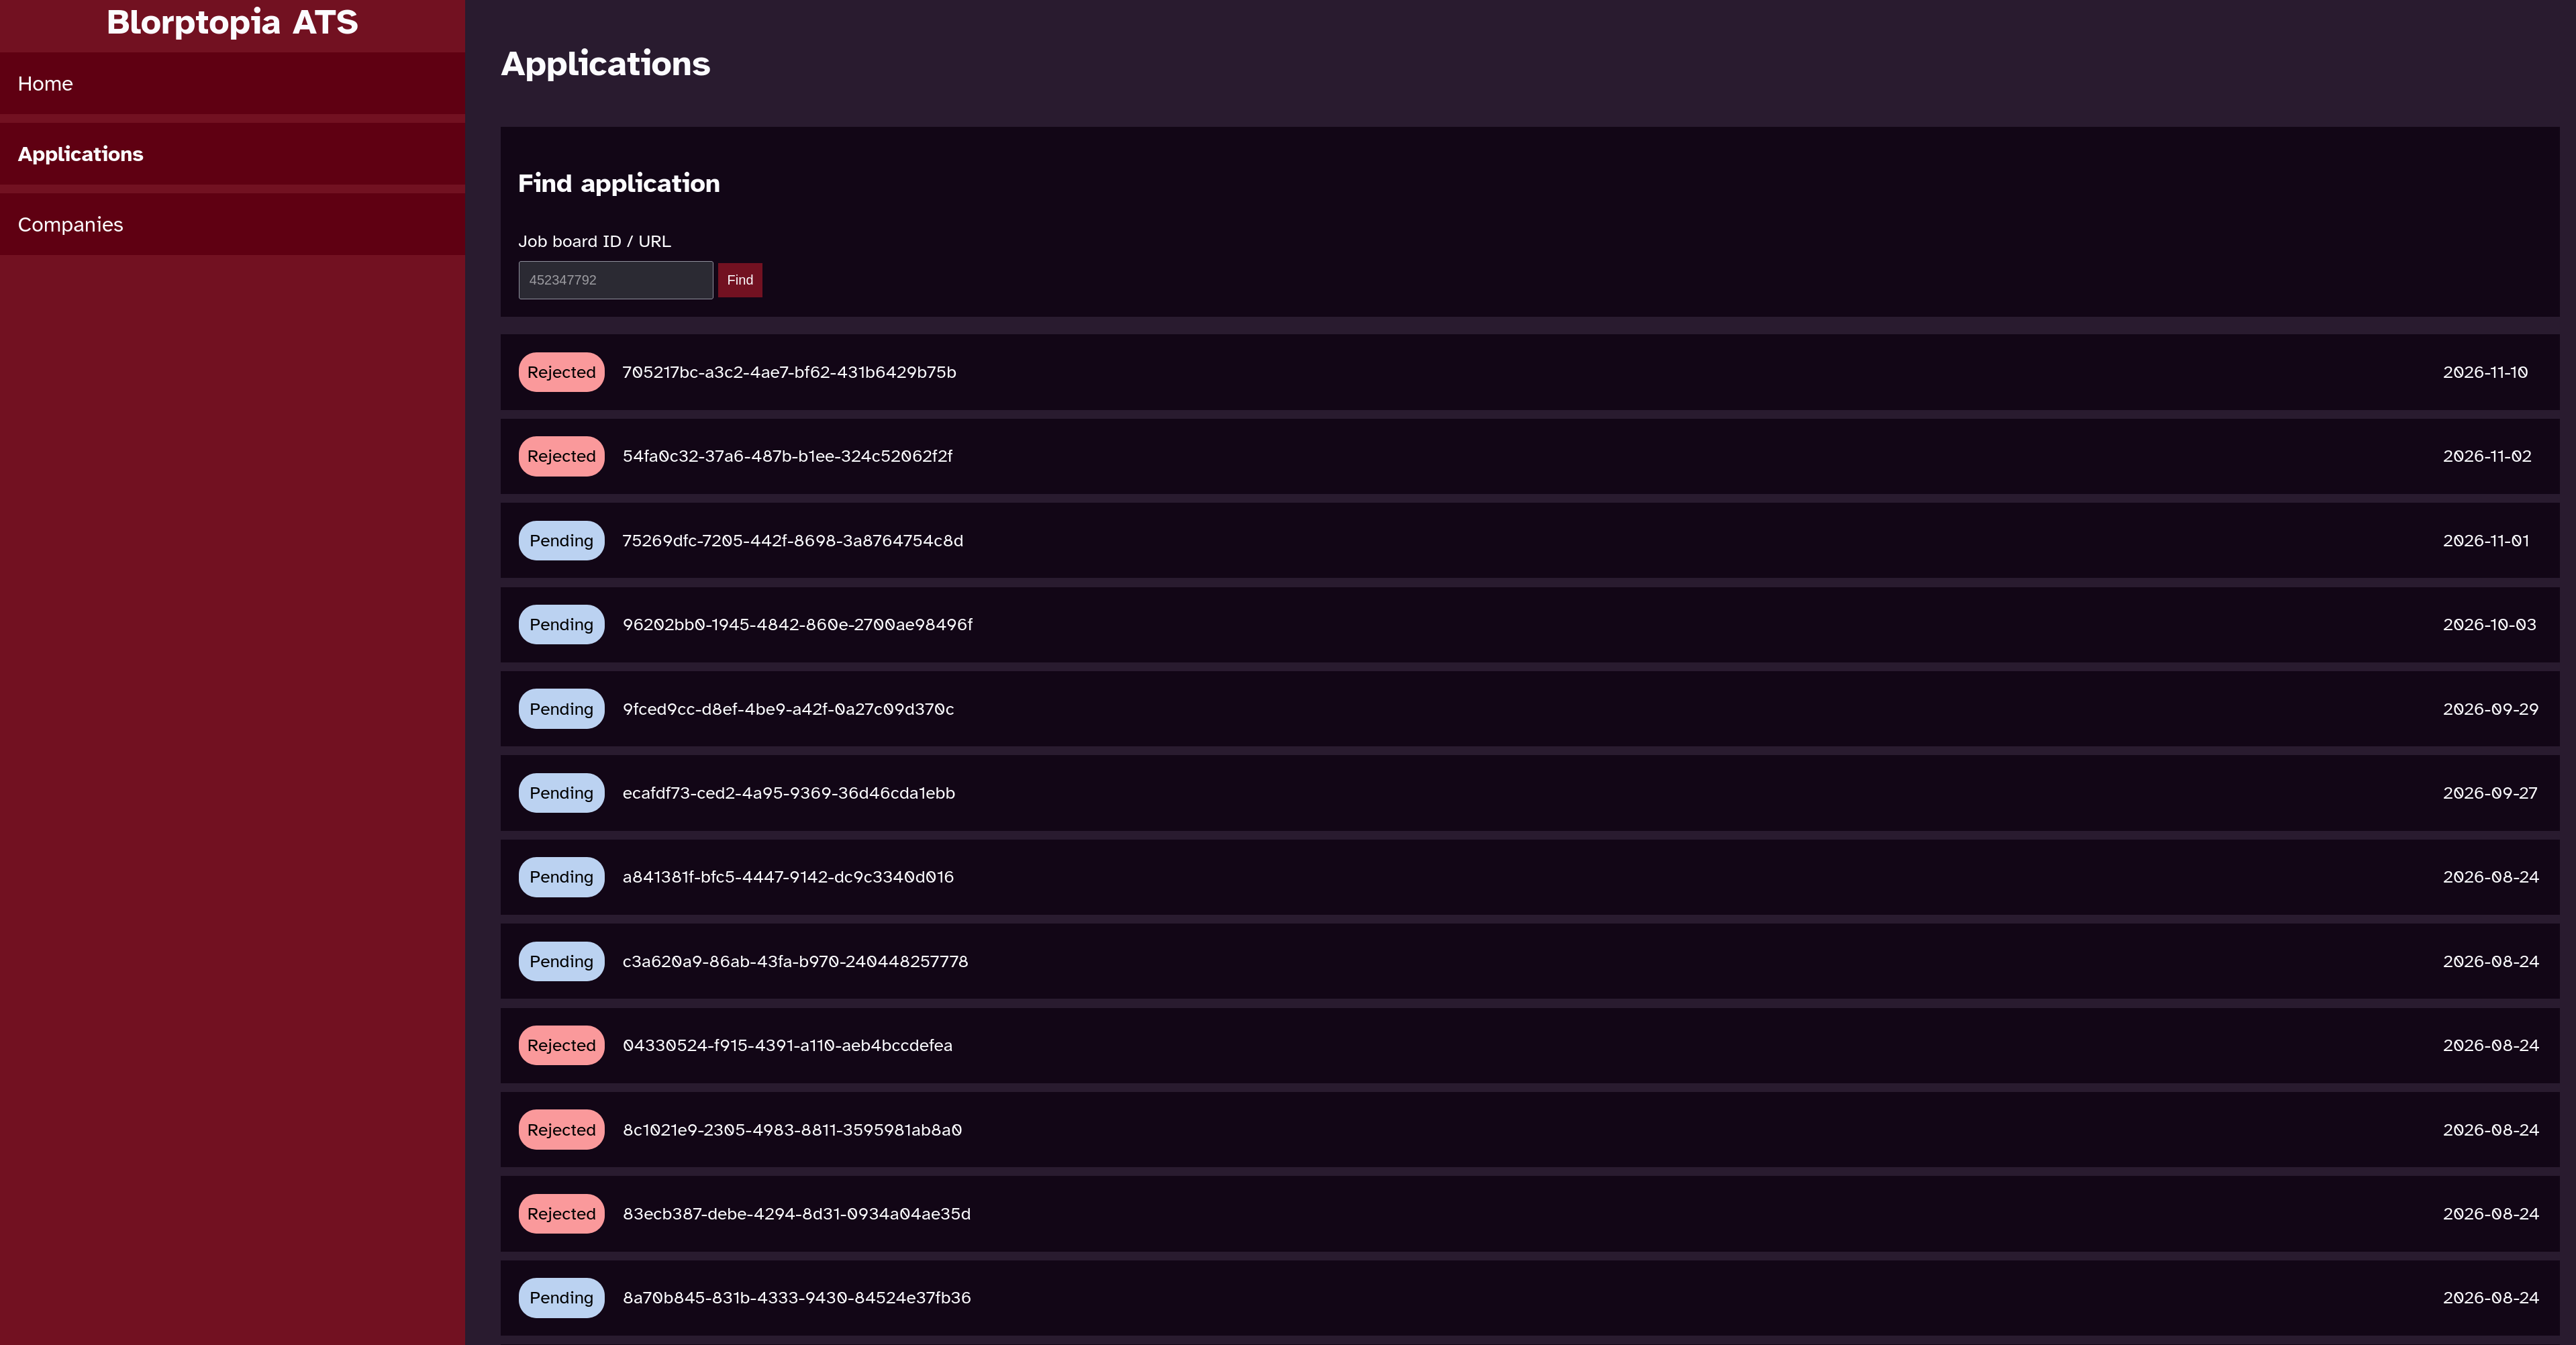 Blorptopia ATS
Home
Applications
Companies
Applications
Find application
Job board ID / URL
452347792 Find
Rejected 705217bc-a3c2-4ae7-bf62-431b6429b75b 2026-11-10
Rejected 54fa0c32-37a6-487b-b1ee-324c52062f2f 2026-11-02
Pending 75269dfc-7205-442f-8698-3a8764754c8d 2026-11-01
Pending 96202bb0-1945-4842-860e-2700ae98496f 2026-10-03
Pending 9fced9cc-d8ef-4be9-a42f-0a27c09d370c 2026-09-29
Pending ecafdf73-ced2-4a95-9369-36d46cda1ebb 2026-09-27
Pending a841381f-bfc5-4447-9142-dc9c3340d016 2026-08-24
Pending c3a620a9-86ab-43fa-b970-240448257778 2026-08-24
Rejected 04330524-f915-4391-a110-aeb4bccdefea 2026-08-24
Rejected 8c1021e9-2305-4983-8811-3595981ab8a0 2026-08-24
Rejected 83ecb387-debe-4294-8d31-0934a04ae35d 2026-08-24
Pending 8a70b845-831b-4333-9430-84524e37fb36 2026-08-24